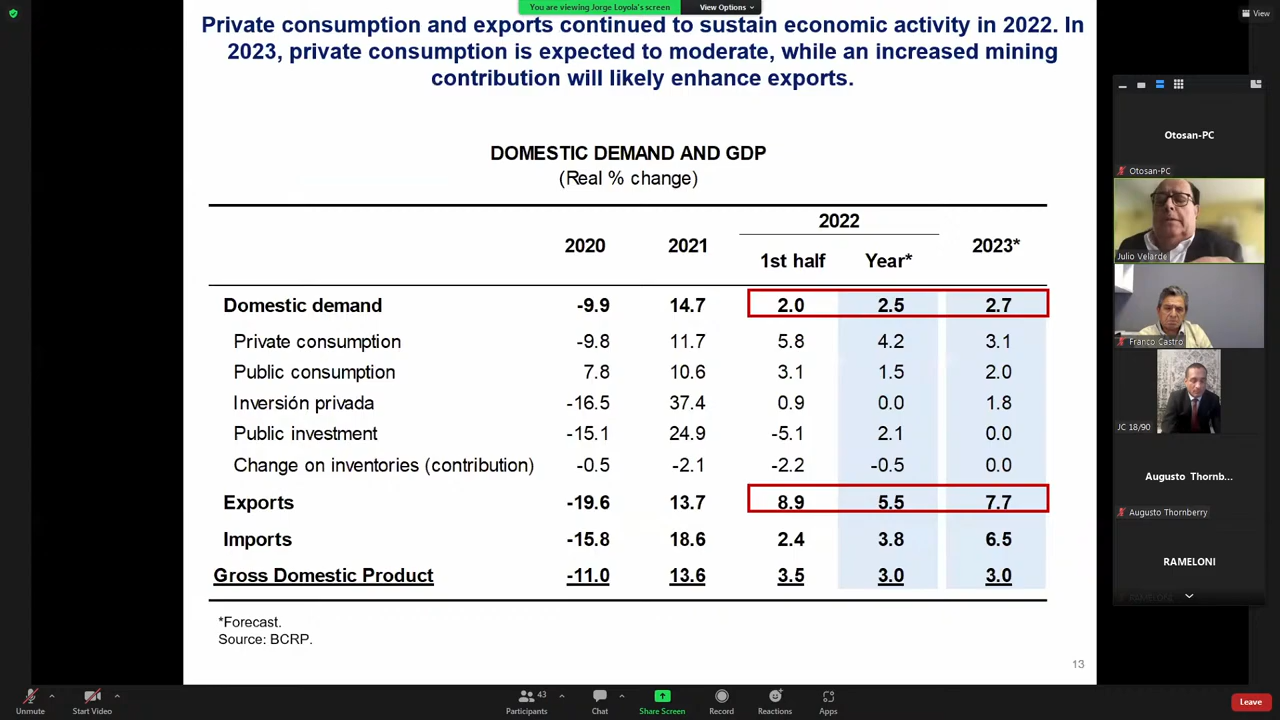 You are viewing Jorge Loyola's screen
View Options
View
Private consumption and exports continued to sustain economic activity in 2022. In
2023, private consumption is expected to moderate, while an increased mining
contribution will likely enhance exports.
DOMESTIC DEMAND AND GDP
(Real % change)
2022
2020 2021 1st half Year* 2023*
Domestic demand -9.9 14.7 2.0 2.5 2.7
Private consumption -9.8 11.7 5.8 4.2 3.1
Public consumption 7.8 10.6 3.1 1.5 2.0
Inversión privada -16.5 37.4 0.9 0.0 1.8
Public investment -15.1 24.9 -5.1 2.1 0.0
Change on inventories (contribution) -0.5 -2.1 -2.2 -0.5 0.0
Exports -19.6 13.7 8.9 5.5 7.7
Imports -15.8 18.6 2.4 3.8 6.5
Gross Domestic Product -11.0 13.6 3.5 3.0 3.0
*Forecast.
Source: BCRP.
13
Otosan-PC
Otosan-PC
Julio Velarde
Franco Castro
JC 18/90
Augusto Thornb...
Augusto Thornberry
RAMELONI
Unmute
Start Video
Participants
43
Chat
Share Screen
Record
Reactions
Apps
Leave